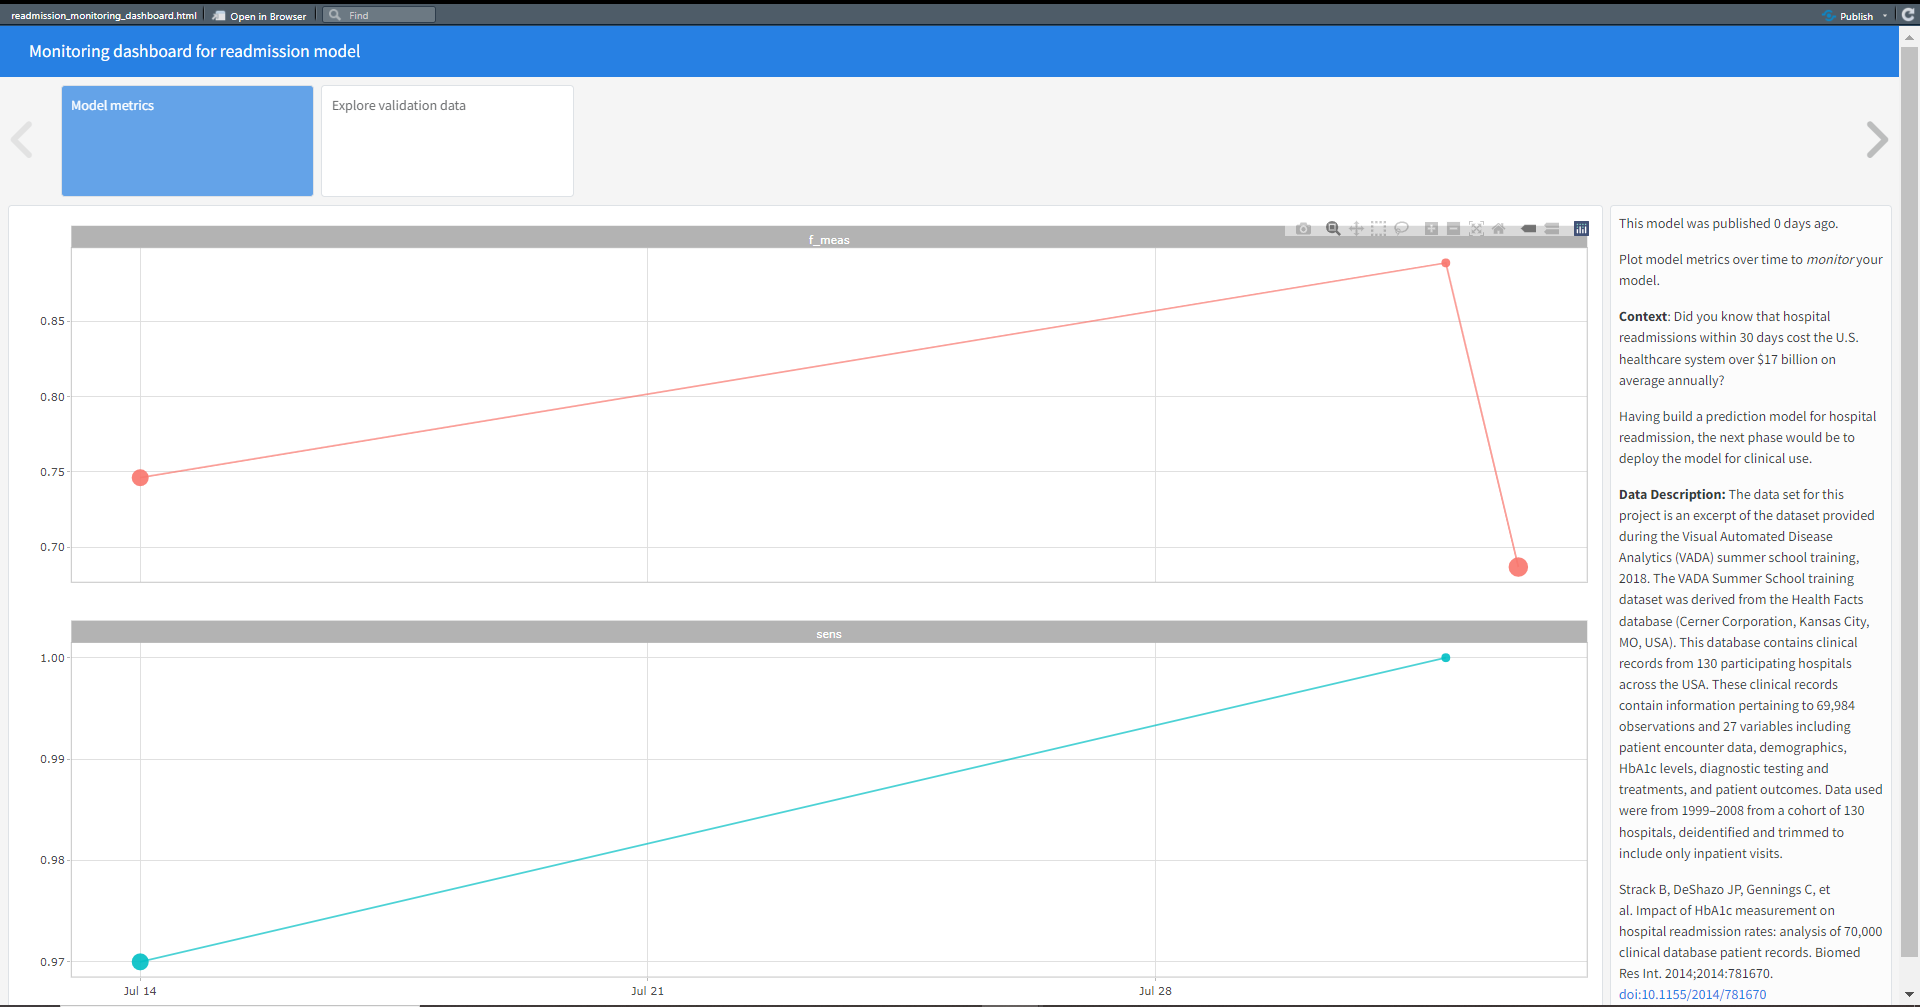 readmission_monitoring_dashboard.html Open in Browser Find Publish
Monitoring dashboard for readmission model
Model metrics
Explore validation data
f_meas
0.85
0.80
0.75
0.70
sens
1.00
0.99
0.98
0.97
Jul 14
Jul 21
Jul 28
This model was published 0 days ago.
Plot model metrics over time to monitor your
model.
Context: Did you know that hospital
readmissions within 30 days cost the U.S.
healthcare system over $17 billion on
average annually?
Having build a prediction model for hospital
readmission, the next phase would be to
deploy the model for clinical use.
Data Description: The data set for this
project is an excerpt of the dataset provided
during the Visual Automated Disease
Analytics (VADA) summer school training,
2018. The VADA Summer School training
dataset was derived from the Health Facts
database (Cerner Corporation, Kansas City,
MO, USA). This database contains clinical
records from 130 participating hospitals
across the USA. These clinical records
contain information pertaining to 69,984
observations and 27 variables including
patient encounter data, demographics,
HbA1c levels, diagnostic testing and
treatments, and patient outcomes. Data used
were from 1999–2008 from a cohort of 130
hospitals, deidentified and trimmed to
include only inpatient visits.
Strack B, DeShazo JP, Gennings C, et
al. Impact of HbA1c measurement on
hospital readmission rates: analysis of 70,000
clinical database patient records. Biomed
Res Int. 2014;2014:781670.
doi:10.1155/2014/781670